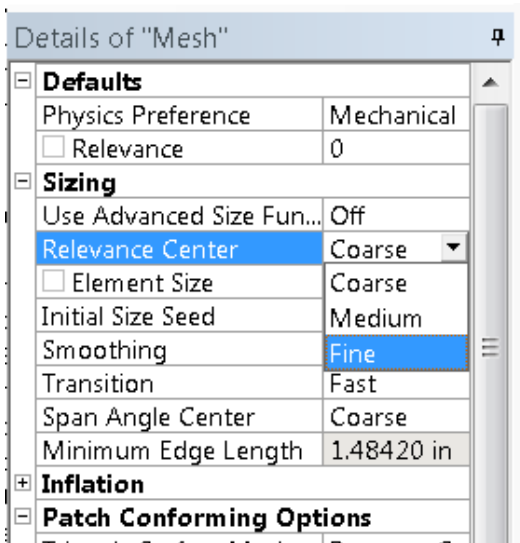 Details of "Mesh"
Defaults
Physics Preference Mechanical
Relevance 0
Sizing
Use Advanced Size Fun... Off
Relevance Center Coarse
Element Size Coarse
Initial Size Seed Medium
Smoothing Fine
Transition Fast
Span Angle Center Coarse
Minimum Edge Length 1.48420 in
Inflation
Patch Conforming Options